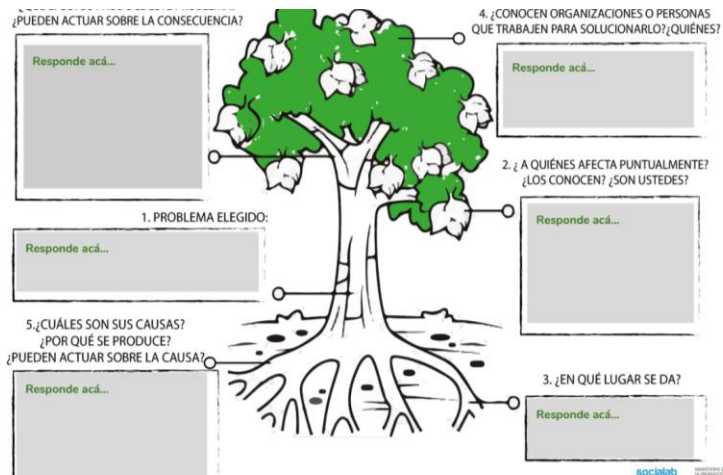 ¿PUEDEN ACTUAR SOBRE LA CONSECUENCIA?
Responde acá...
4. ¿CONOCEN ORGANIZACIONES O PERSONAS
QUE TRABAJEN PARA SOLUCIONARLO?¿QUIÉNES?
Responde acá...
2. ¿ A QUIÉNES AFECTA PUNTUALMENTE?
¿LOS CONOCEN? ¿SON USTEDES?
Responde acá...
1. PROBLEMA ELEGIDO:
Responde acá...
5.¿CUÁLES SON SUS CAUSAS?
¿POR QUÉ SE PRODUCE?
¿PUEDEN ACTUAR SOBRE LA CAUSA?
Responde acá...
3. ¿EN QUÉ LUGAR SE DA?
Responde acá...
socialab